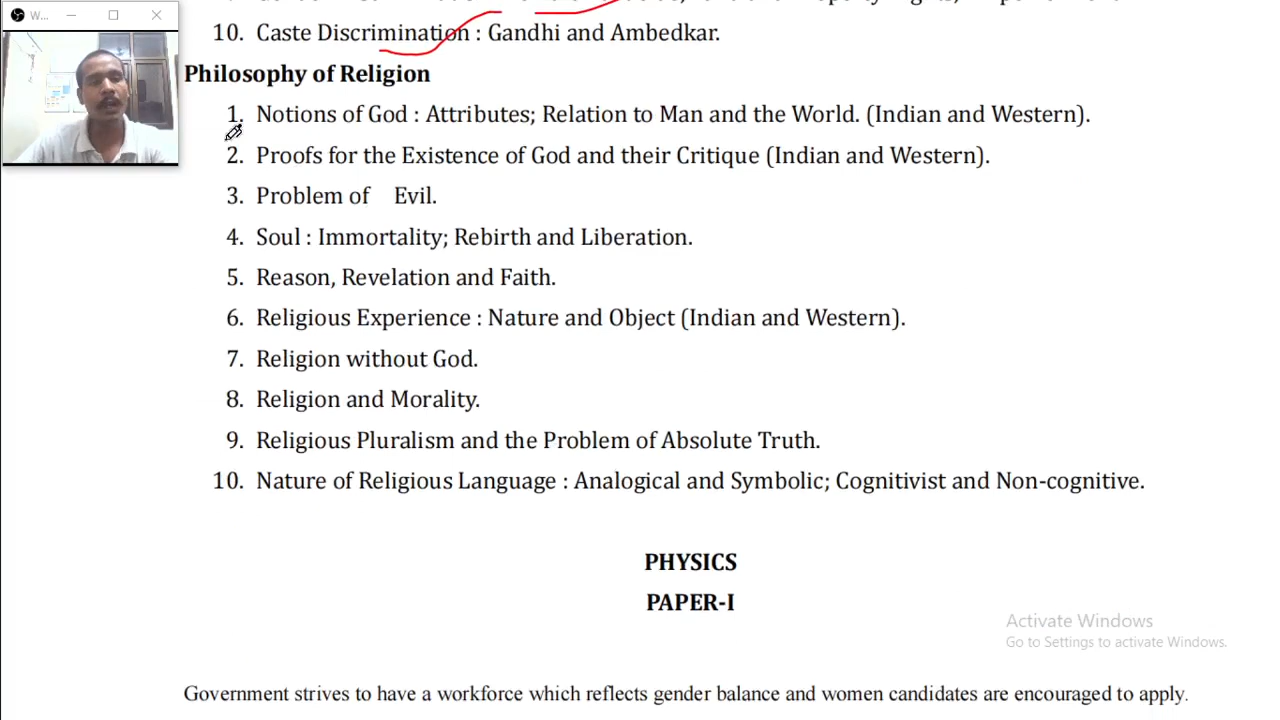 W...
10. Caste Discrimination : Gandhi and Ambedkar.
Philosophy of Religion
1. Notions of God : Attributes; Relation to Man and the World. (Indian and Western).
2. Proofs for the Existence of God and their Critique (Indian and Western).
3. Problem of Evil.
4. Soul : Immortality; Rebirth and Liberation.
5. Reason, Revelation and Faith.
6. Religious Experience : Nature and Object (Indian and Western).
7. Religion without God.
8. Religion and Morality.
9. Religious Pluralism and the Problem of Absolute Truth.
10. Nature of Religious Language : Analogical and Symbolic; Cognitivist and Non-cognitive.
PHYSICS
PAPER-I
Activate Windows
Go to Settings to activate Windows.
Government strives to have a workforce which reflects gender balance and women candidates are encouraged to apply.